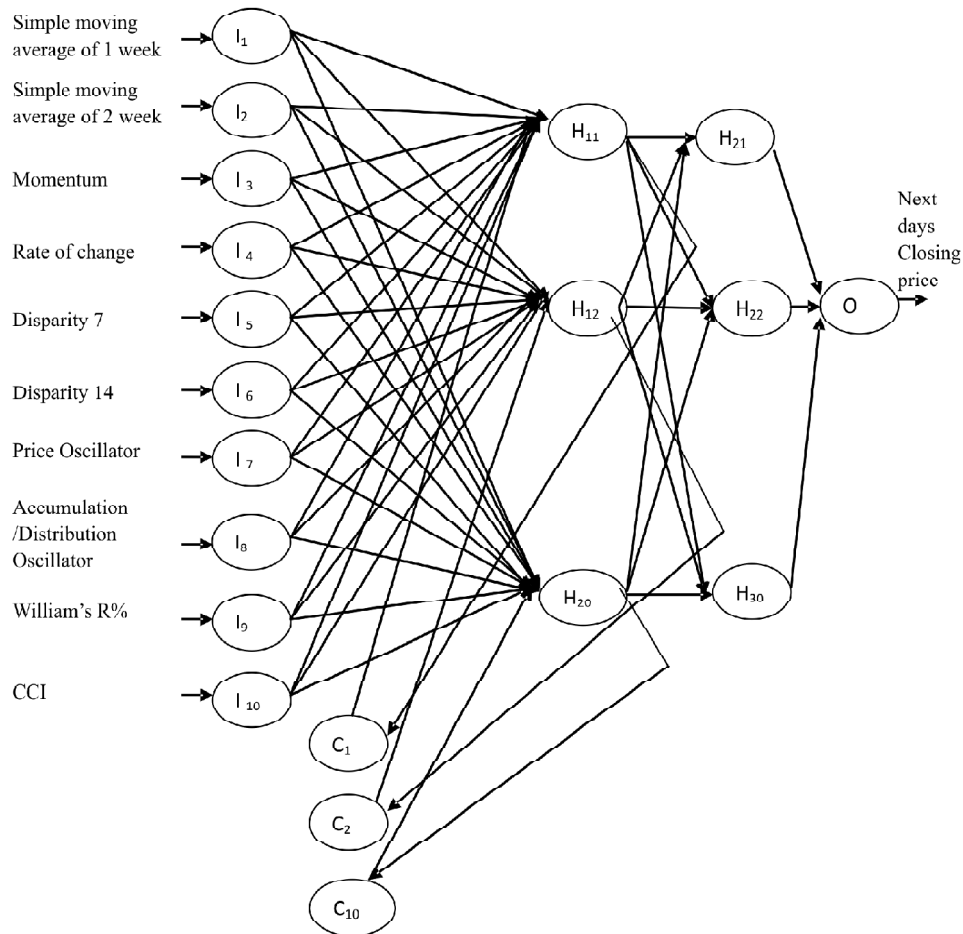 Simple moving
average of 1 week
I₁
Simple moving
average of 2 week
I₂
Momentum
I₃
Rate of change
I₄
Disparity 7
I₅
Disparity 14
I₆
Price Oscillator
I₇
Accumulation
/Distribution
Oscillator
I₈
William's R%
I₉
CCI
I₁₀
C₁
C₂
C₁₀
H₁₁
H₁₂
H₂₀
H₂₁
H₂₂
H₃₀
O
Next
days
Closing
price